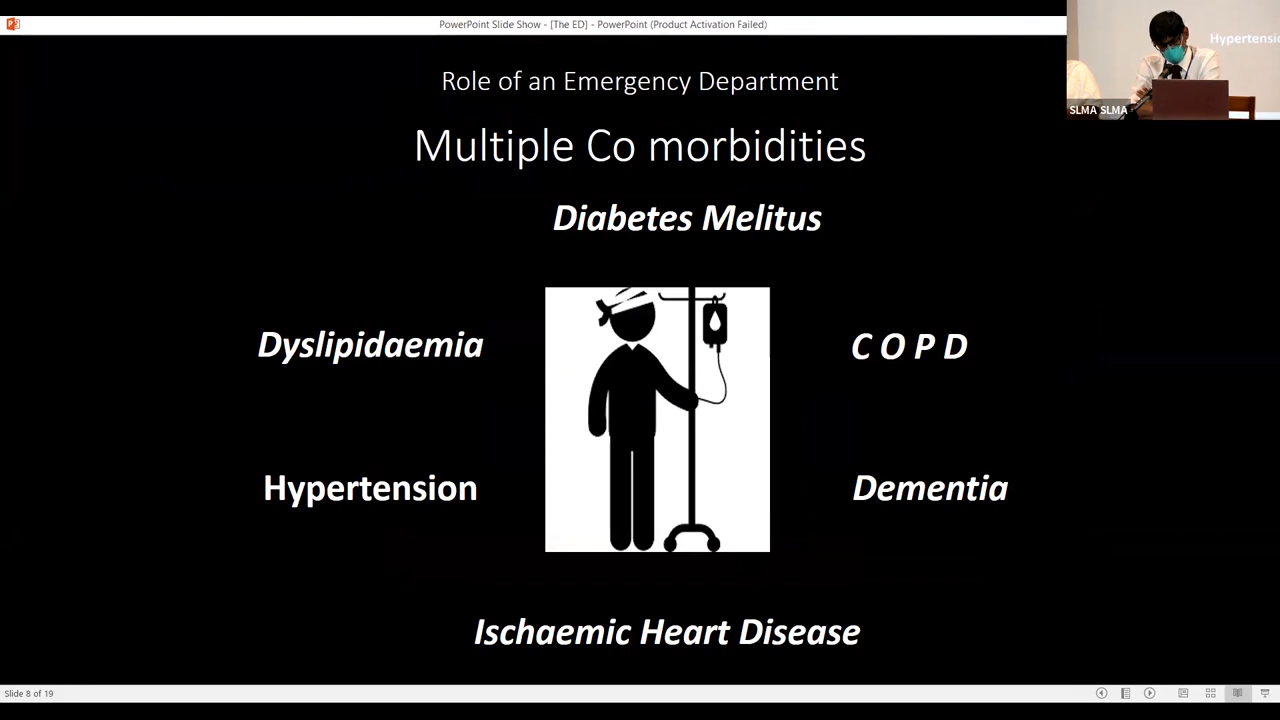 PowerPoint Slide Show - [The ED] - PowerPoint (Product Activation Failed)
Hypertensio
SLMA SLMA
Role of an Emergency Department
Multiple Co morbidities
Diabetes Melitus
Dyslipidaemia
C O P D
Hypertension
Dementia
Ischaemic Heart Disease
Slide 8 of 19